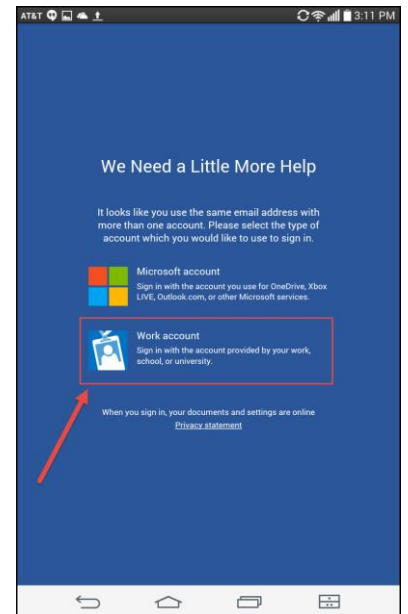 AT&T 3:11 PM
We Need a Little More Help
It looks like you use the same email address with
more than one account. Please select the type of
account which you would like to use to sign in.
Microsoft account
Sign in with the account you use for OneDrive, Xbox
LIVE, Outlook.com, or other Microsoft services.
Work account
Sign in with the account provided by your work,
school, or university.
When you sign in, your documents and settings are online
Privacy statement